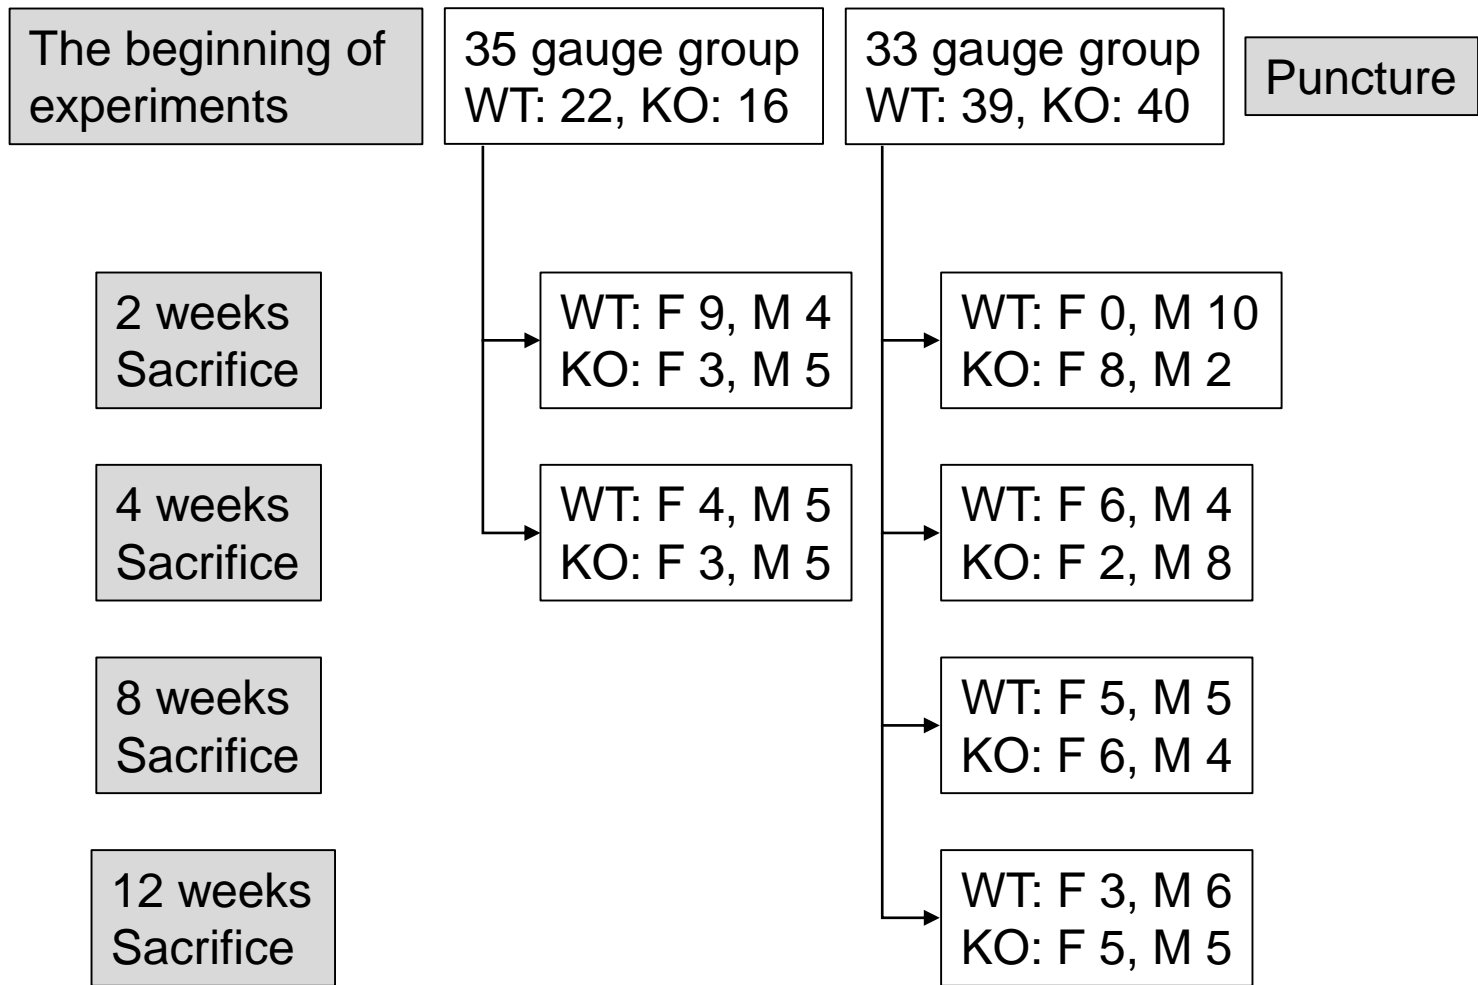 The beginning of
experiments
35 gauge group
WT: 22, KO: 16
33 gauge group
WT: 39, KO: 40
Puncture
2 weeks
Sacrifice
WT: F 9, M 4
KO: F 3, M 5
WT: F 0, M 10
KO: F 8, M 2
4 weeks
Sacrifice
WT: F 4, M 5
KO: F 3, M 5
WT: F 6, M 4
KO: F 2, M 8
8 weeks
Sacrifice
WT: F 5, M 5
KO: F 6, M 4
12 weeks
Sacrifice
WT: F 3, M 6
KO: F 5, M 5